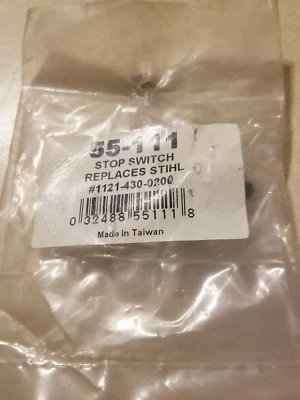 55-111
STOP SWITCH
REPLACES STIHL
#1121-430-0200
0 32488 55111 8
Made In Taiwan